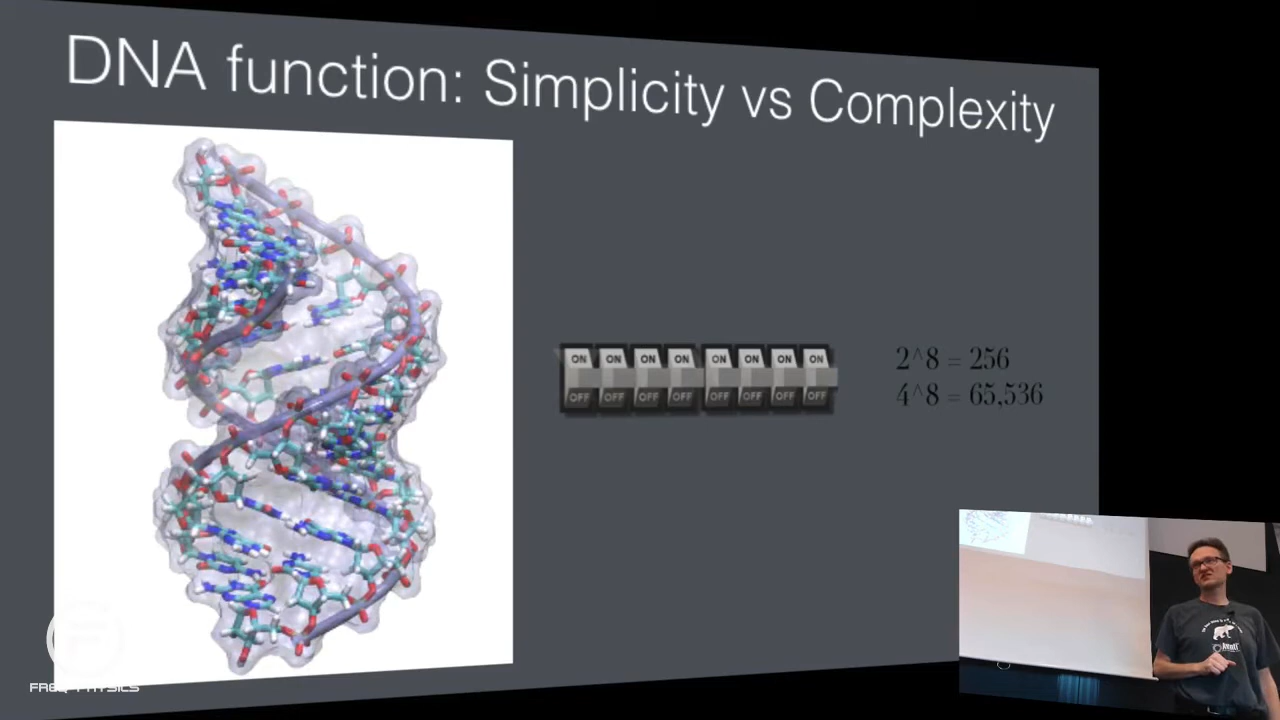 DNA function: Simplicity vs Complexity
ON ON ON ON ON ON ON ON
OFF OFF OFF OFF OFF OFF OFF OFF
2^8 = 256
4^8 = 65,536
FREQ PHYSICS